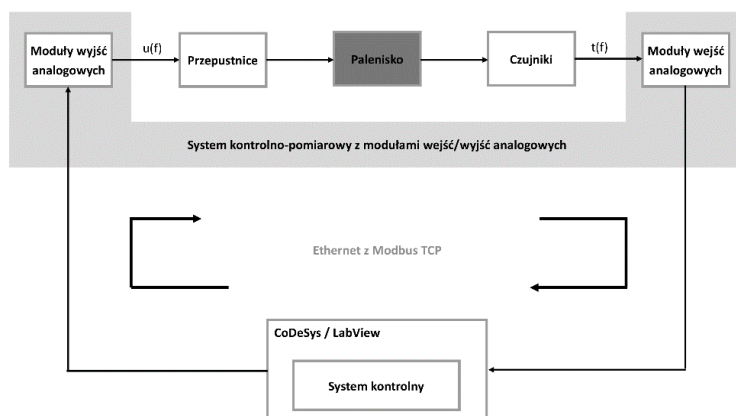 Moduły wyjść
analogowych
u(f)
Przepustnice
Palenisko
Czujniki
t(f)
Moduły wejść
analogowych
System kontrolno-pomiarowy z modułami wejść/wyjść analogowych
Ethernet z Modbus TCP
CoDeSys / LabView
System kontrolny